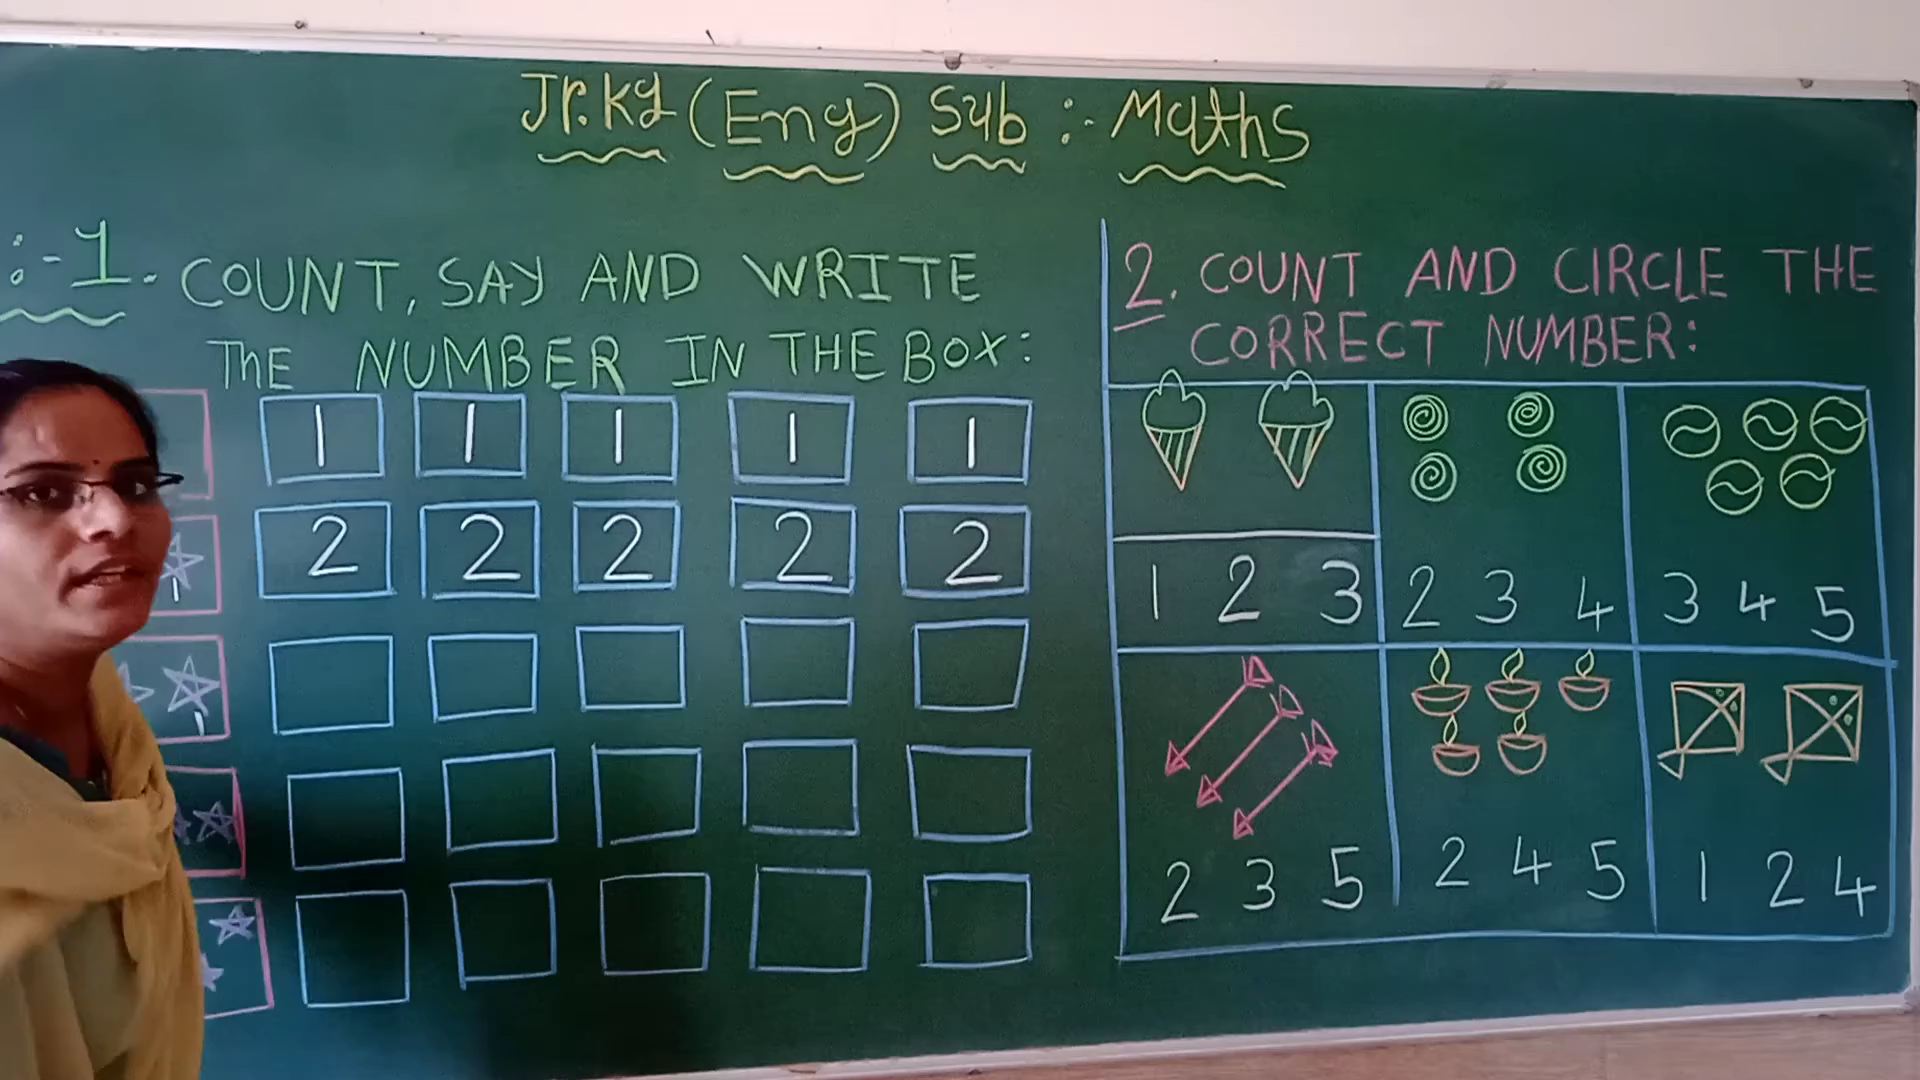 Jr.Kg (Eng) Sub :- Maths
:-1. COUNT, SAY AND WRITE
THE NUMBER IN THE BOX:
1 1 1 1 1
2 2 2 2 2
1
1
2. COUNT AND CIRCLE THE
CORRECT NUMBER:
1 2 3
2 3 4
3 4 5
2 3 5
2 4 5
1 2 4